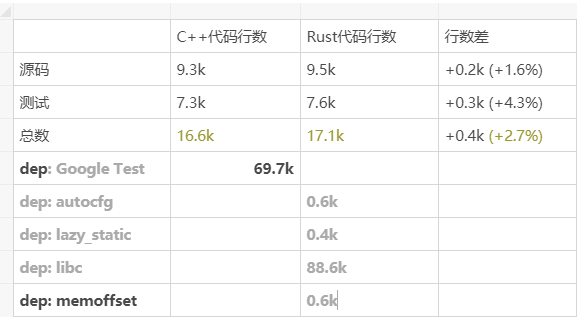 C++代码行数 Rust代码行数 行数差
源码 9.3k 9.5k +0.2k (+1.6%)
测试 7.3k 7.6k +0.3k (+4.3%)
总数 16.6k 17.1k +0.4k (+2.7%)
dep: Google Test 69.7k
dep: autocfg 0.6k
dep: lazy_static 0.4k
dep: libc 88.6k
dep: memoffset 0.6k